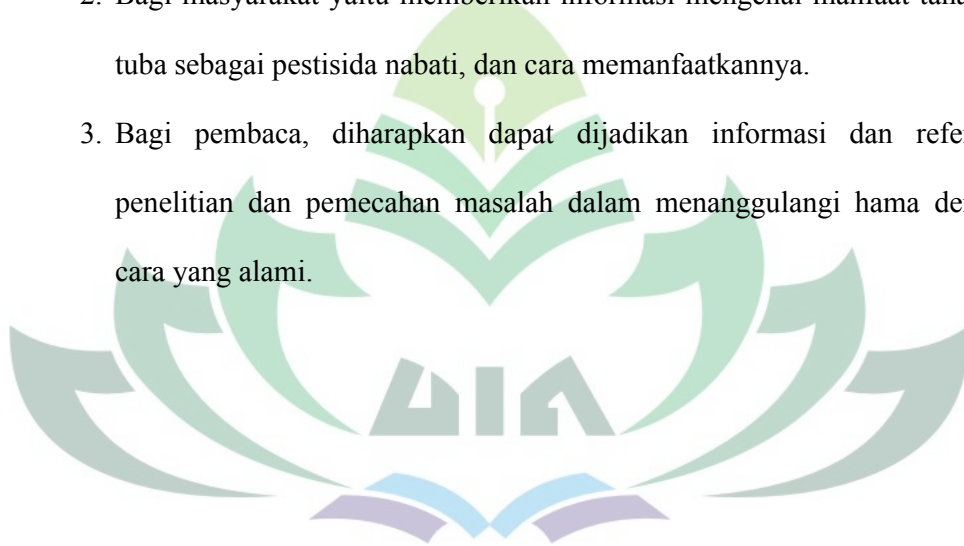 2. Bagi masyarakat yaitu memberikan informasi mengenai manfaat
tuba sebagai pestisida nabati, dan cara memanfaatkannya.
3. Bagi pembaca, diharapkan dapat dijadikan informasi dan
penelitian dan pemecahan masalah dalam menanggulangi hama
cara yang alami.
UIN